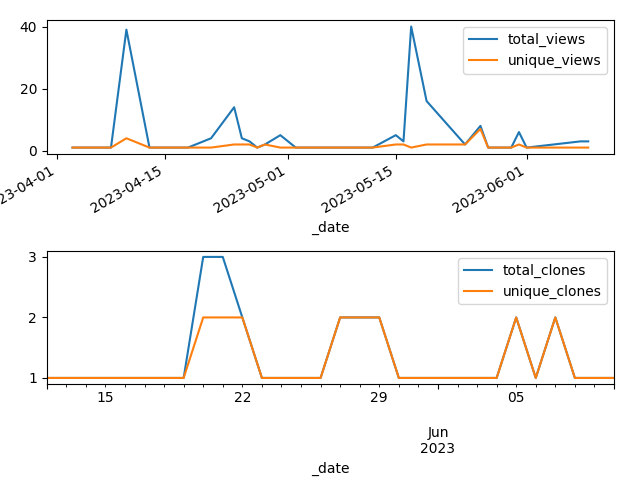 40
total_views
unique_views
20
0
2023-04-01
2023-04-15
2023-05-01
2023-05-15
2023-06-01
_date
3
total_clones
unique_clones
2
1
15
22
29
05
Jun
2023
_date